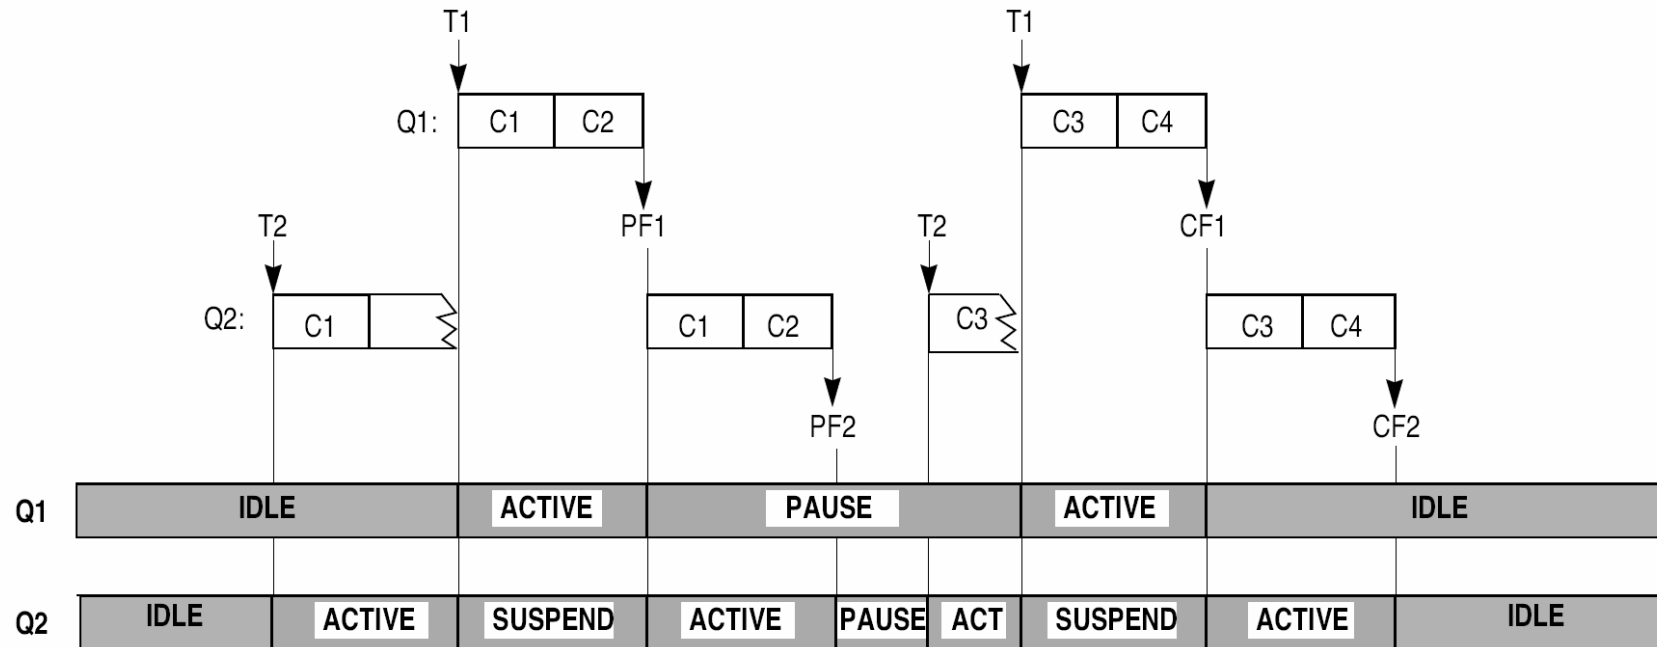 T1 T1
Q1: C1 C2 C3 C4
T2 PF1 T2 CF1
Q2: C1 C1 C2 C3 C3 C4
PF2 CF2
Q1 IDLE ACTIVE PAUSE ACTIVE IDLE
Q2 IDLE ACTIVE SUSPEND ACTIVE PAUSE ACT SUSPEND ACTIVE IDLE